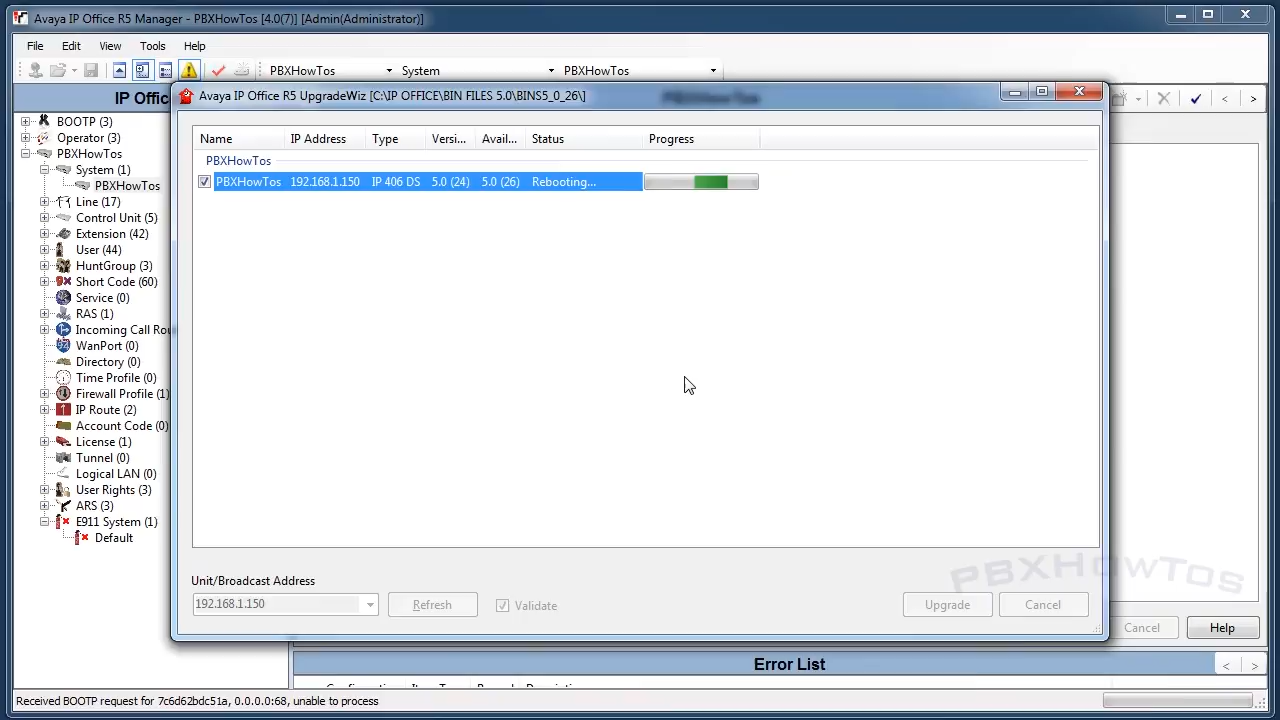 Avaya IP Office R5 Manager - PBXHowTos [4.0(7)] [Admin(Administrator)]
File Edit View Tools Help
PBXHowTos System PBXHowTos
IP Offic
Avaya IP Office R5 UpgradeWiz [C:\IP OFFICE\BIN FILES 5.0\BINS5_0_26\]
PBXHowTos
BOOTP (3)
Operator (3)
PBXHowTos
System (1)
PBXHowTos
Line (17)
Control Unit (5)
Extension (42)
User (44)
HuntGroup (3)
Short Code (60)
Service (0)
RAS (1)
Incoming Call Rou
WanPort (0)
Directory (0)
Time Profile (0)
Firewall Profile (1)
IP Route (2)
Account Code (0)
License (1)
Tunnel (0)
Logical LAN (0)
User Rights (3)
ARS (3)
E911 System (1)
Default
Name IP Address Type Versi... Avail... Status Progress
PBXHowTos
PBXHowTos 192.168.1.150 IP 406 DS 5.0 (24) 5.0 (26) Rebooting...
PBXHowTos
Unit/Broadcast Address
192.168.1.150 Refresh Validate Upgrade Cancel
Cancel Help
Error List
Received BOOTP request for 7c6d62bdc51a, 0.0.0.0:68, unable to process